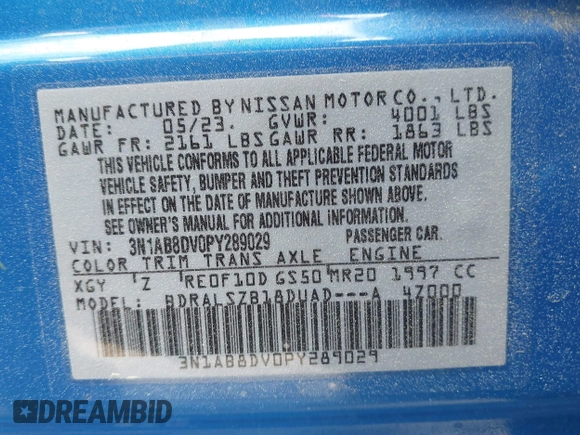 MANUFACTURED BY NISSAN MOTOR CO., LTD.
DATE: 05/23. GVWR: 4001 LBS
GAWR FR: 2161 LBS GAWR RR: 1863 LBS
THIS VEHICLE CONFORMS TO ALL APPLICABLE FEDERAL MOTOR
VEHICLE SAFETY, BUMPER AND THEFT PREVENTION STANDARDS
IN EFFECT ON THE DATE OF MANUFACTURE SHOWN ABOVE.
SEE OWNER'S MANUAL FOR ADDITIONAL INFORMATION.
VIN: 3N1AB8DV0PY289029 PASSENGER CAR.
COLOR TRIM TRANS AXLE ENGINE
XGY Z RE0F10D GS50 MR20 1997 CC
MODEL: BDRALSZB18DUAD---A 4Z000
3N1AB8DV0PY289029
DREAMBID